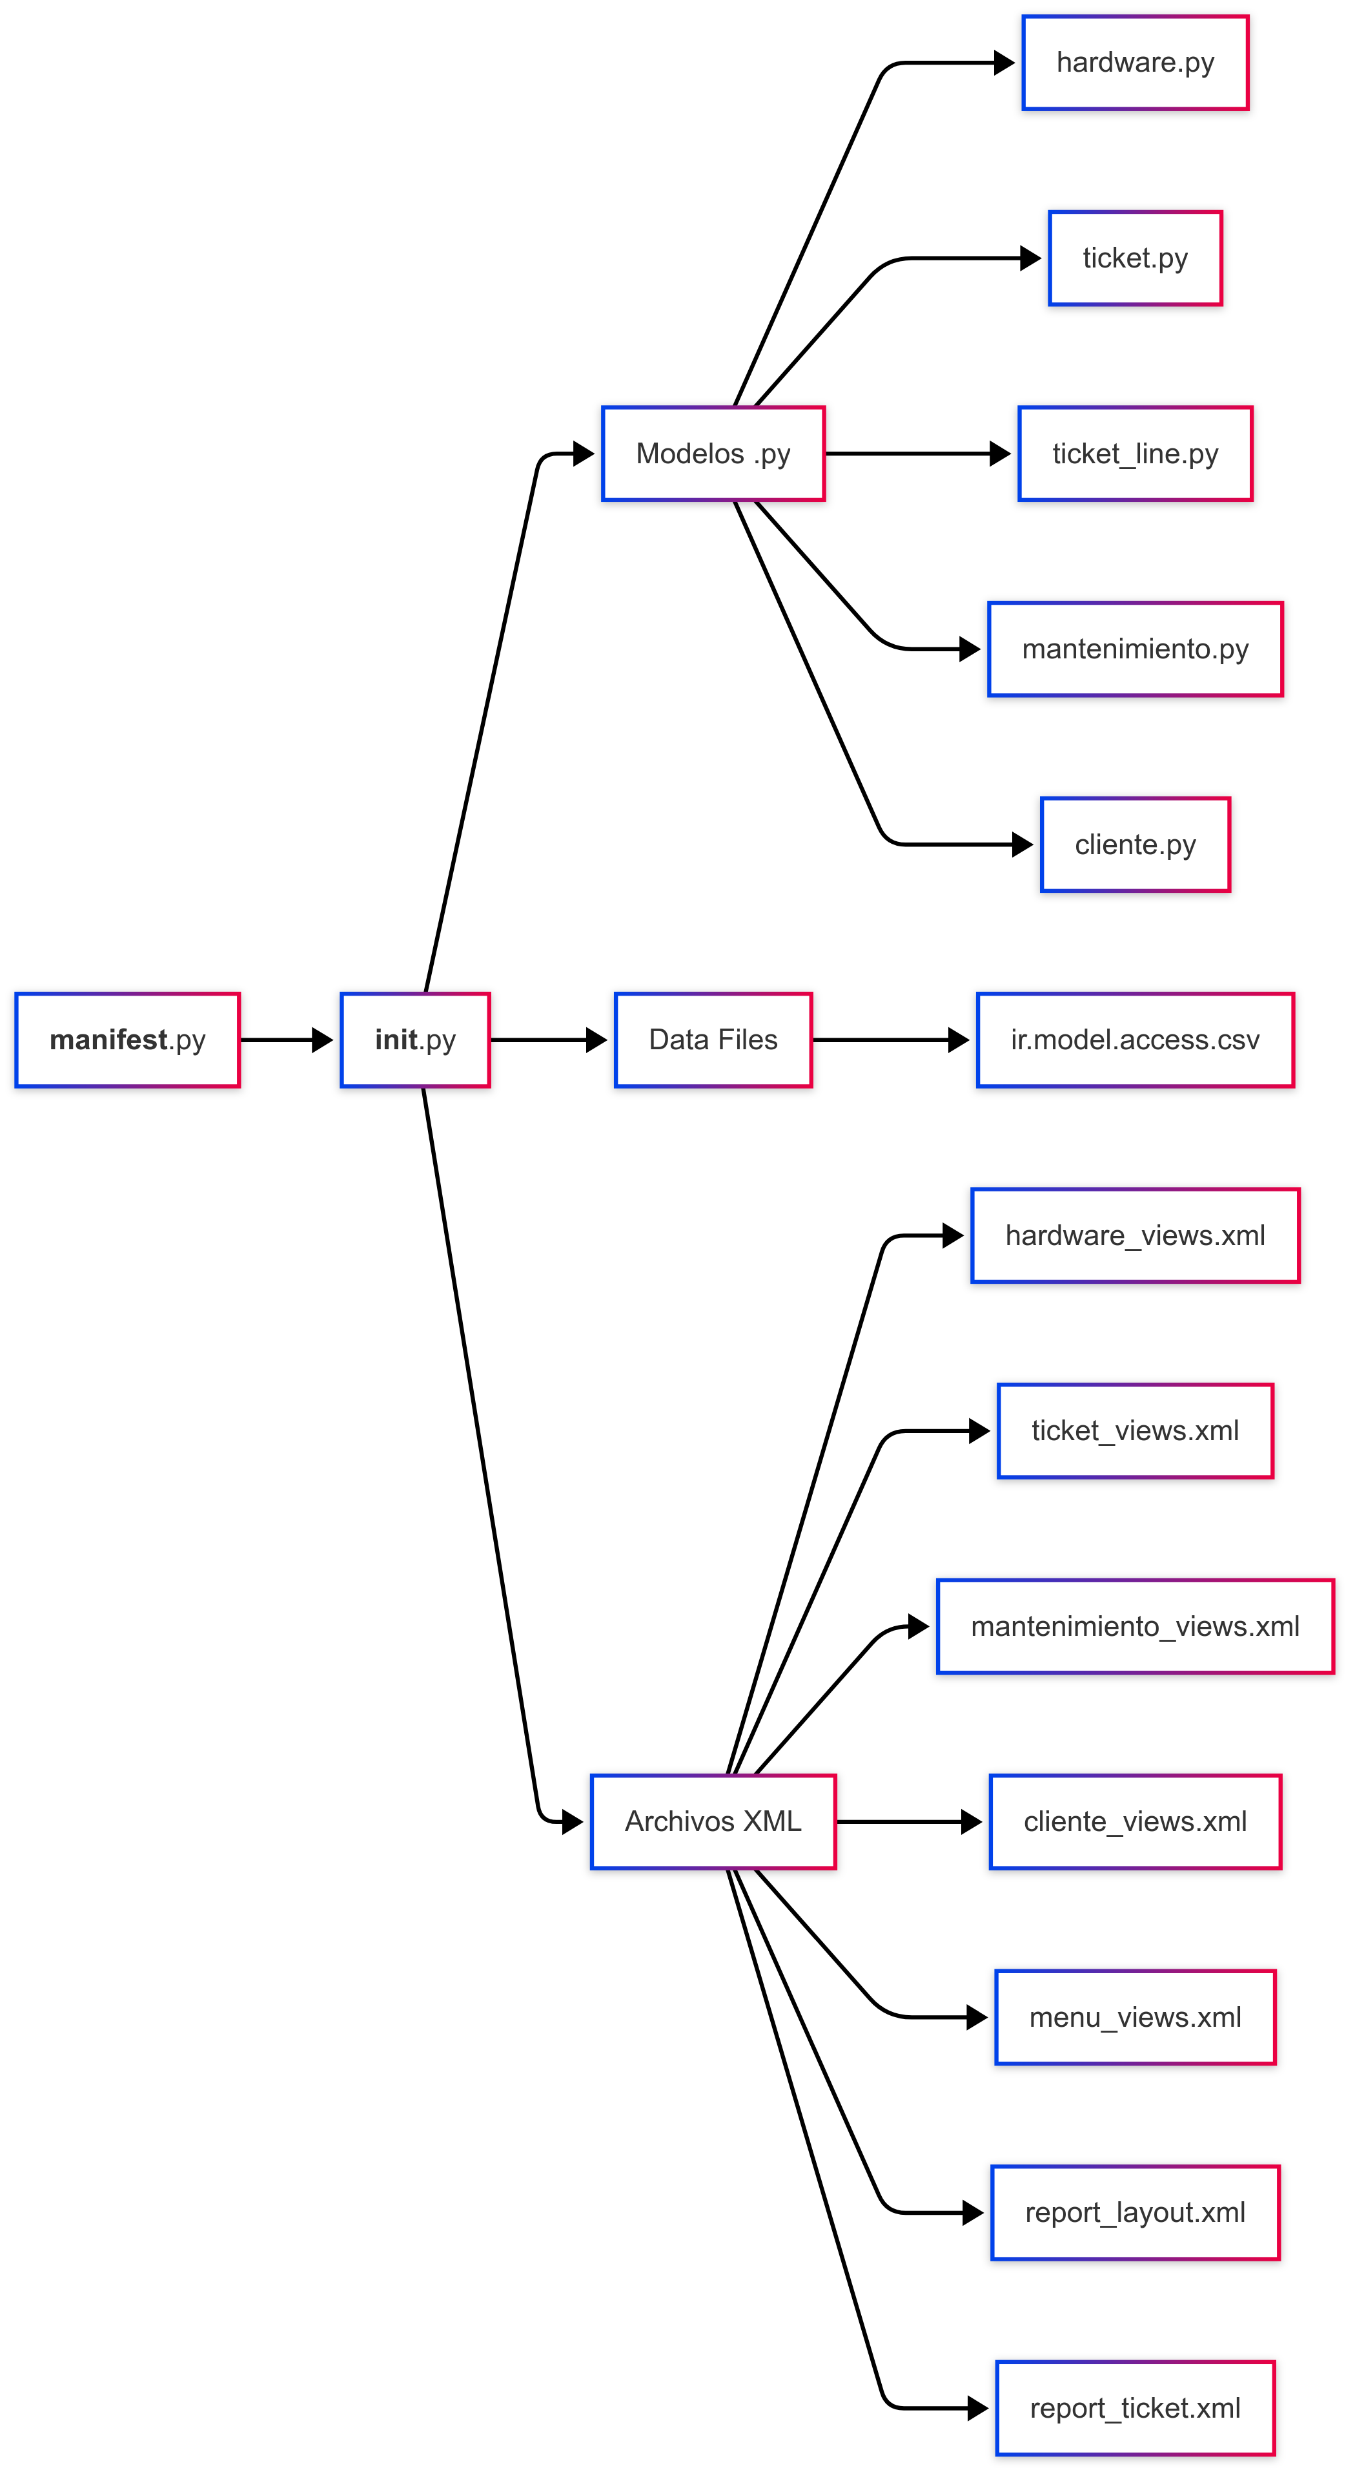 hardware.py
ticket.py
Modelos .py
ticket_line.py
mantenimiento.py
cliente.py
manifest.py
init.py
Data Files
ir.model.access.csv
hardware_views.xml
ticket_views.xml
mantenimiento_views.xml
Archivos XML
cliente_views.xml
menu_views.xml
report_layout.xml
report_ticket.xml